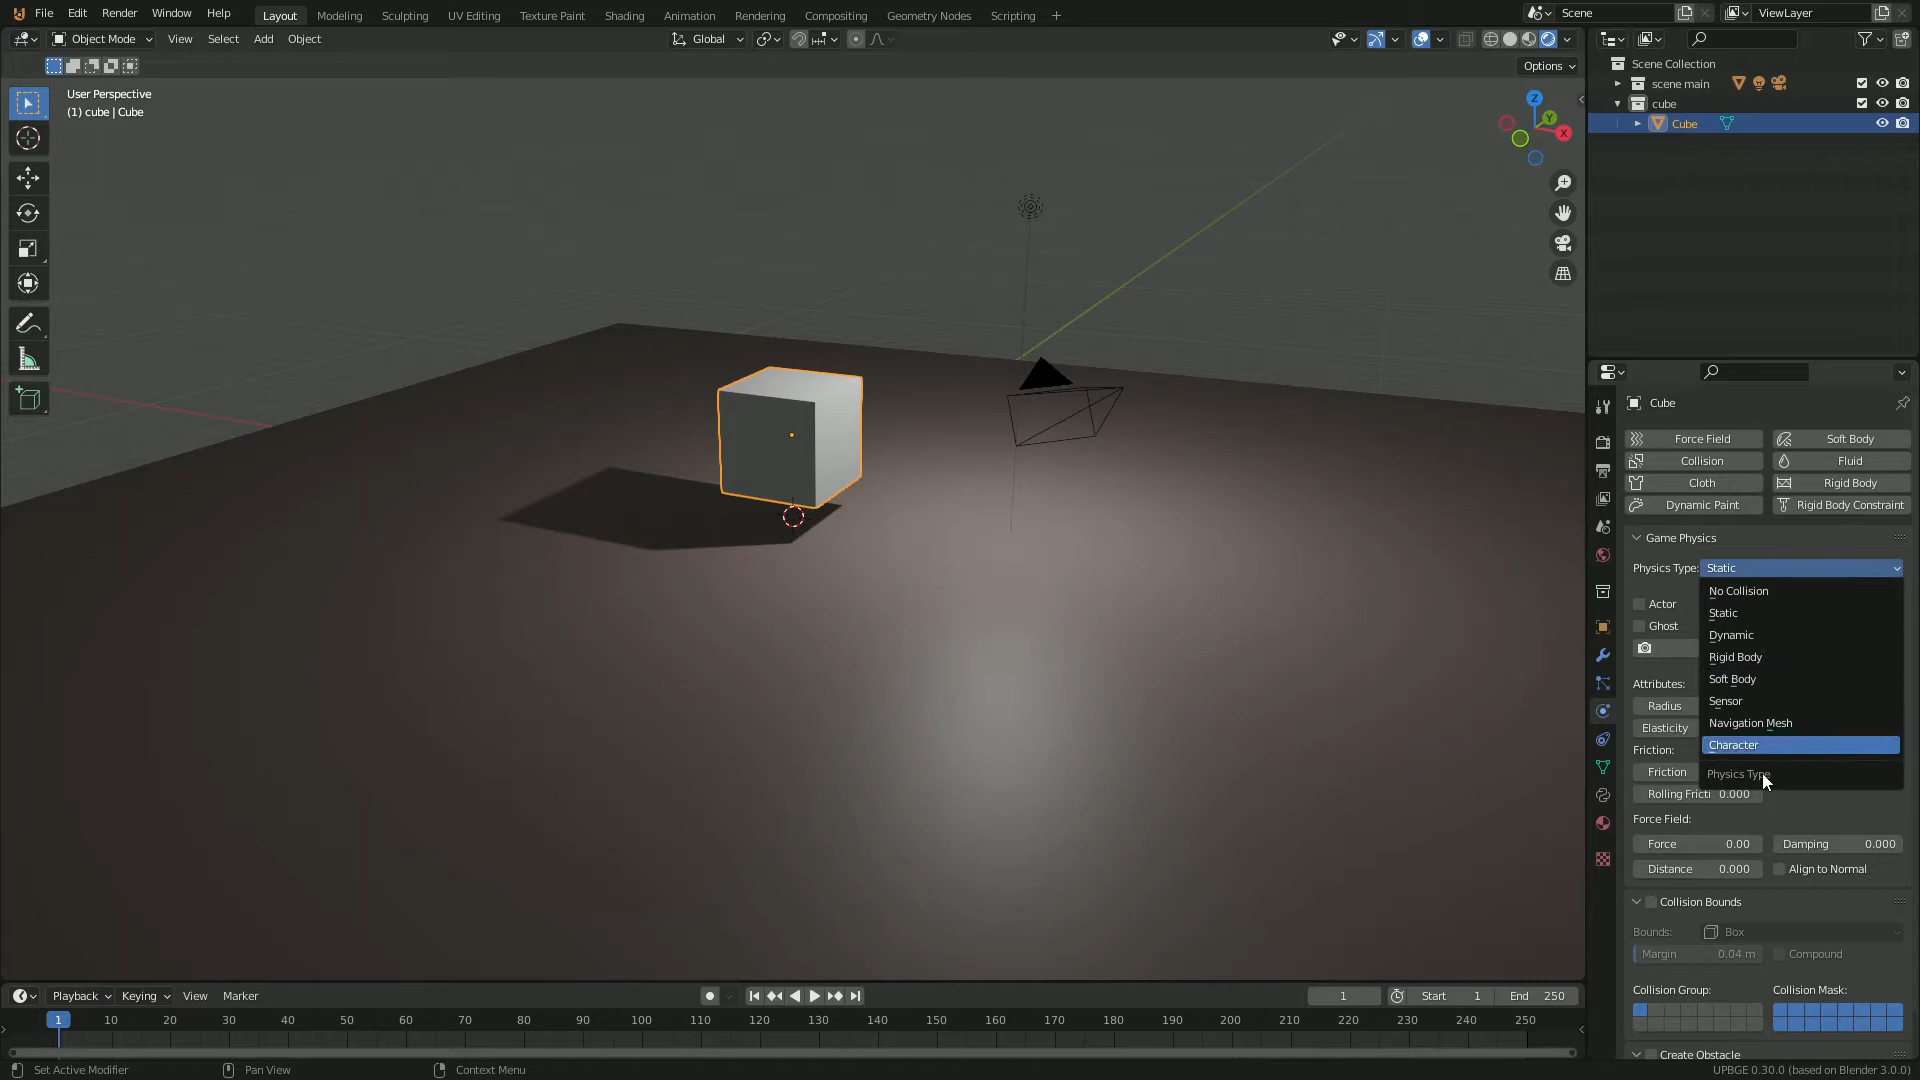 File Edit Render Window Help Layout Modeling Sculpting UV Editing Texture Paint Shading Animation Rendering Compositing Geometry Nodes Scripting Scene ViewLayer
Object Mode View Select Add Object Global
Options
User Perspective
(1) cube | Cube
Z
Y
X
Scene Collection
scene main
cube
Cube
Cube
Force Field Soft Body
Collision Fluid
Cloth Rigid Body
Dynamic Paint Rigid Body Constraint
Game Physics
Physics Type: Static
No Collision
Actor
Static
Ghost
Dynamic
Rigid Body
Attributes: Soft Body
Radius Sensor
Elasticity Navigation Mesh
Friction: Character
Friction Physics Type
Rolling Fricti 0.000
Force Field:
Force 0.00 Damping 0.000
Distance 0.000 Align to Normal
Collision Bounds
Bounds: Box
Margin 0.04 m Compound
Collision Group: Collision Mask:
Create Obstacle
Playback Keying View Marker 1 Start 1 End 250
1 10 20 30 40 50 60 70 80 90 100 110 120 130 140 150 160 170 180 190 200 210 220 230 240 250
Set Active Modifier Pan View Context Menu UPBGE 0.30.0 (based on Blender 3.0.0)